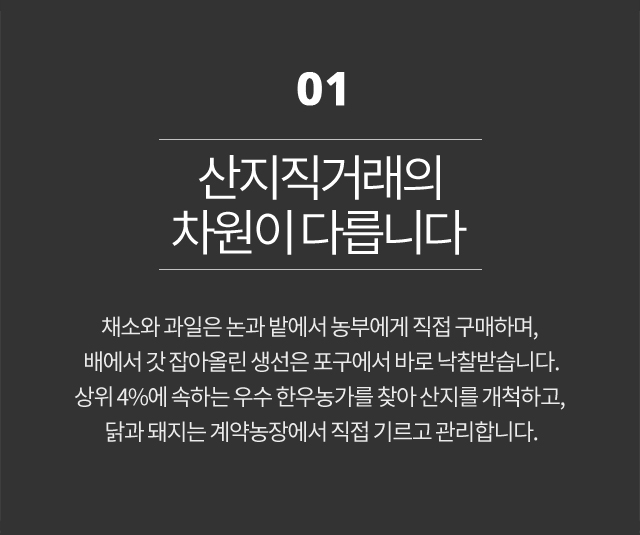 01
산지직거래의
차원이 다릅니다
채소와 과일은 논과 밭에서 농부에게 직접 구매하며,
배에서 갓 잡아올린 생선은 포구에서 바로 낙찰받습니다.
상위 4%에 속하는 우수 한우농가를 찾아 산지를 개척하고,
닭과 돼지는 계약농장에서 직접 기르고 관리합니다.